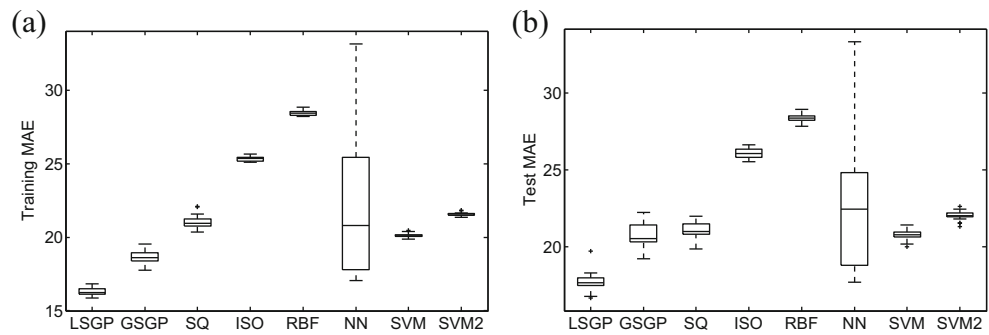 (a)
Training MAE
30
25
20
15
LSGP GSGP SQ ISO RBF NN SVM SVM2
(b)
Test MAE
30
25
20
LSGP GSGP SQ ISO RBF NN SVM SVM2